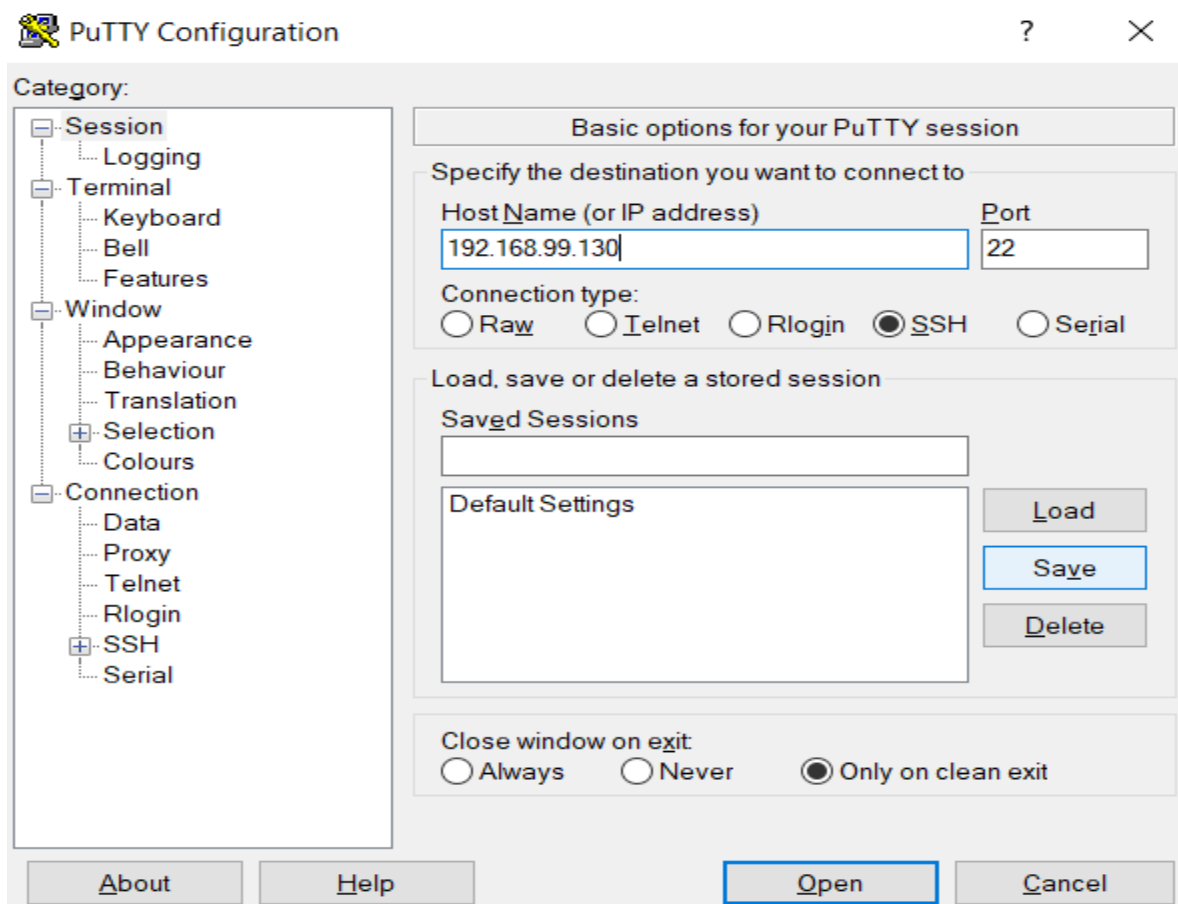 PuTTY Configuration
?
Category:
Session
Logging
Terminal
Keyboard
Bell
Features
Window
Appearance
Behaviour
Translation
Selection
Colours
Connection
Data
Proxy
Telnet
Rlogin
SSH
Serial
Basic options for your PuTTY session
Specify the destination you want to connect to
Host Name (or IP address) Port
192.168.99.130 22
Connection type:
Raw Telnet Rlogin SSH Serial
Load, save or delete a stored session
Saved Sessions
Default Settings
Load
Save
Delete
Close window on exit:
Always Never Only on clean exit
About Help Open Cancel